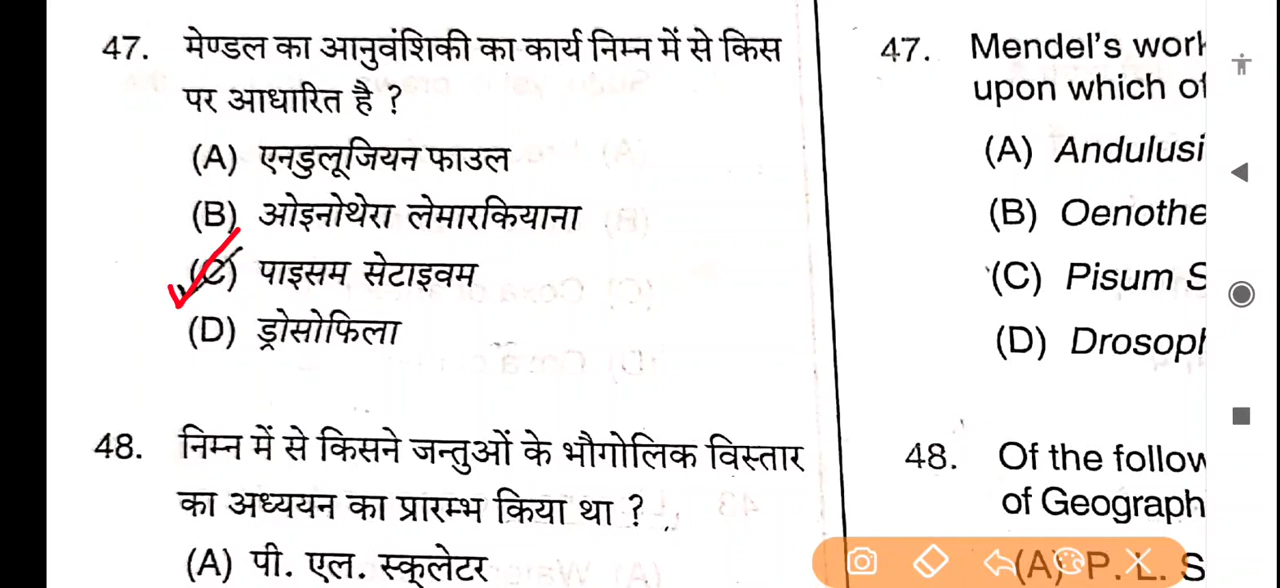 47. मेण्डल का आनुवंशिकी का कार्य निम्न में से किस
पर आधारित है ?
(A) एनडुलूजियन फाउल
(B) ओइनोथेरा लेमारकियाना
(C) पाइसम सेटाइवम
(D) ड्रोसोफिला
48. निम्न में से किसने जन्तुओं के भौगोलिक विस्तार
का अध्ययन का प्रारम्भ किया था ?
(A) पी. एल. स्क्लेटर
47. Mendel's work
upon which of
(A) Andulusi
(B) Oenothe
(C) Pisum S
(D) Drosoph
48. Of the follow
of Geograph
(A) P. L. S